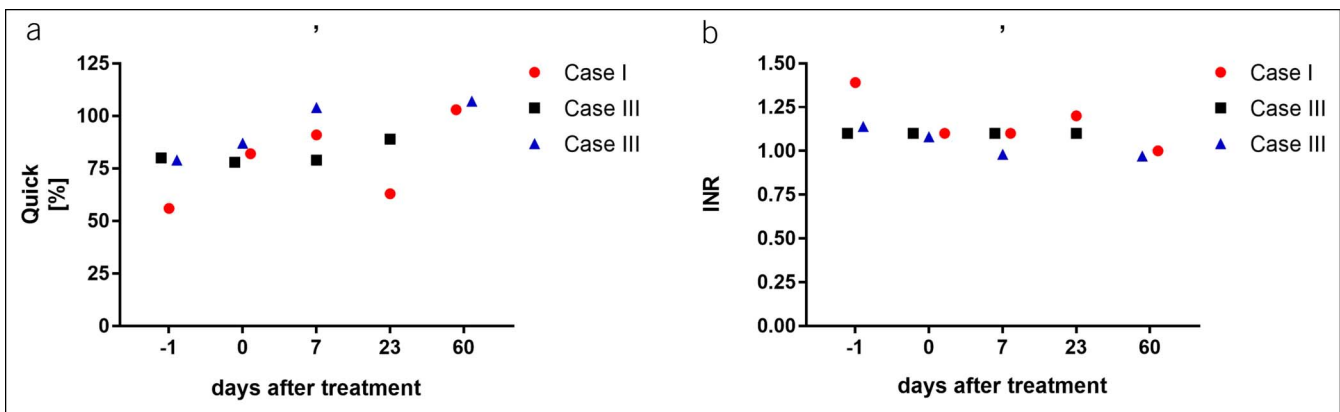 a
,
125
100
75
50
25
0
Quick
[%]
-1 0 7 23 60
days after treatment
Case I
Case III
Case III
b
,
1.50
1.25
1.00
0.75
0.50
0.25
0.00
INR
-1 0 7 23 60
days after treatment
Case I
Case III
Case III